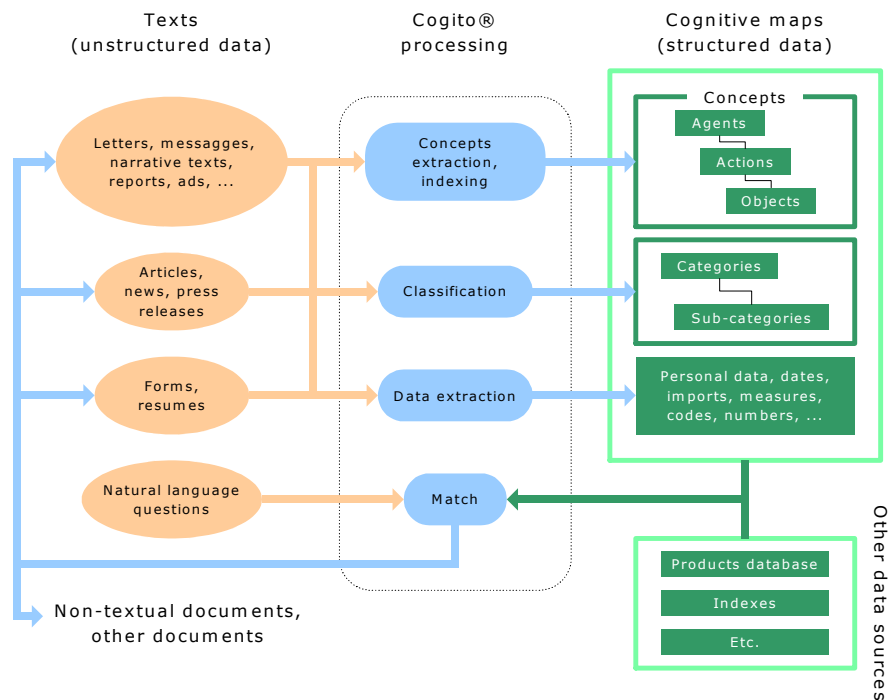 Texts
(unstructured data)
Cogito®
processing
Cognitive maps
(structured data)
Letters, messagges,
narrative texts,
reports, ads, ...
Concepts
extraction,
indexing
Concepts
Agents
Actions
Objects
Articles,
news, press
releases
Classification
Categories
Sub-categories
Forms,
resumes
Data extraction
Personal data, dates,
imports, measures,
codes, numbers, ...
Natural language
questions
Match
Other data sources
Products database
Indexes
Etc.
Non-textual documents,
other documents